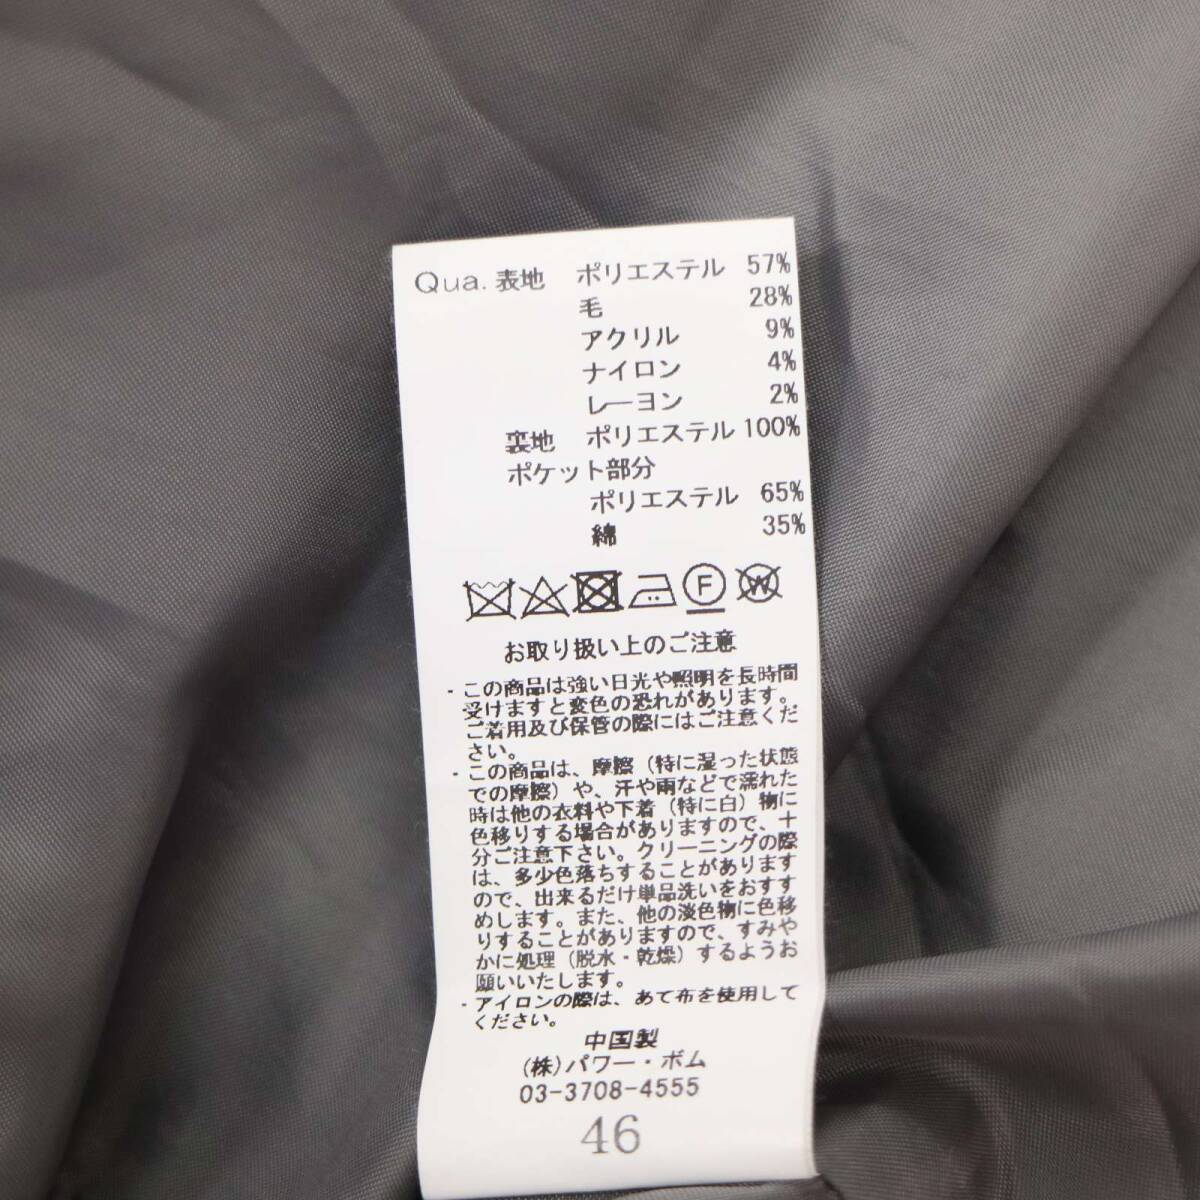 Qua. 表地 ポリエステル 57%
毛 28%
アクリル 9%
ナイロン 4%
レーヨン 2%
裏地 ポリエステル 100%
ポケット部分
ポリエステル 65%
綿 35%
F W
お取り扱い上のご注意
・この商品は強い日光や照明を長時間
受けますと変色の恐れがあります。
ご着用及び保管の際にはご注意くだ
さい。
・この商品は、摩擦（特に湿った状態
での摩擦）や、汗や雨などで濡れた
時は他の衣料や下着（特に白）物に
色移りする場合がありますので、十
分ご注意下さい。クリーニングの際
は、多少色落ちすることがあります
ので、出来るだけ単品洗いをおすす
めします。また、他の淡色物に色移
りすることがありますので、すみや
かに処理（脱水・乾燥）するようお
願いいたします。
・アイロンの際は、あて布を使用して
ください。
中国製
(株)パワー・ボム
03-3708-4555
46